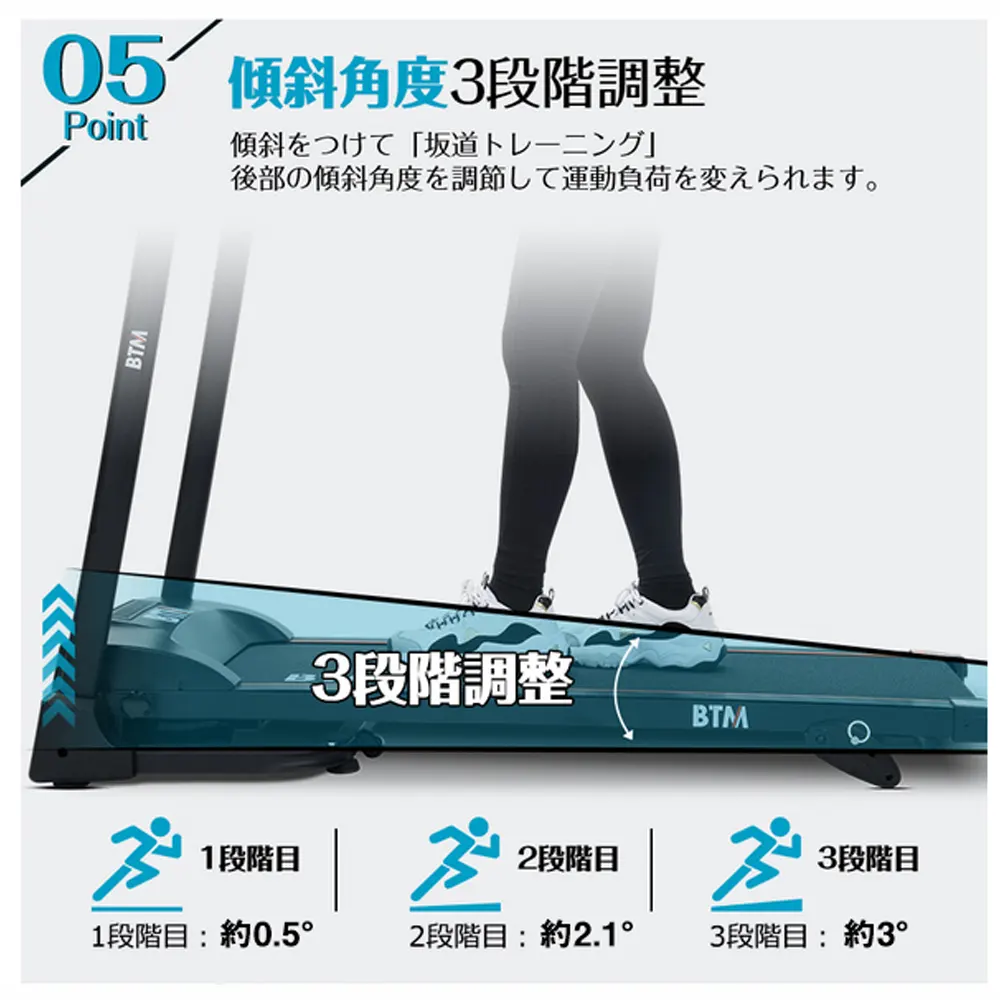 05
Point
傾斜角度3段階調整
傾斜をつけて「坂道トレーニング」
後部の傾斜角度を調節して運動負荷を変えられます。
BTM
3段階調整
BTM
1段階目
1段階目：約0.5°
2段階目
2段階目：約2.1°
3段階目
3段階目：約3°